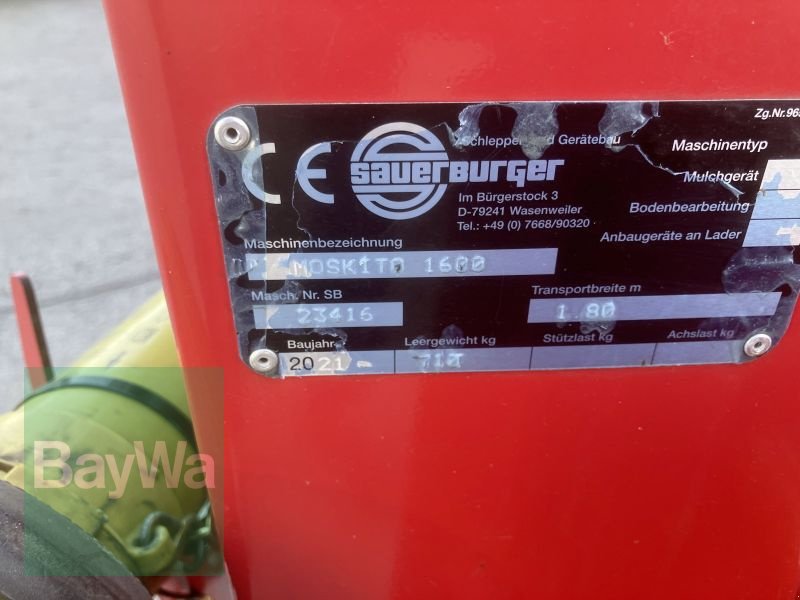 Zg.Nr.96
CE SAUERBURGER
Schlepper und Gerätebau
Im Bürgerstock 3
D-79241 Wasenweiler
Tel.: +49 (0) 7668/90320
Maschinentyp
Mulchgerät
Bodenbearbeitung
Anbaugeräte an Lader
Maschinenbezeichnung
MOSKITO 1600
Masch. Nr. SB
23416
Transportbreite m
1.80
Baujahr
2021
Leergewicht kg
Stützlast kg
Achslast kg
BayWa